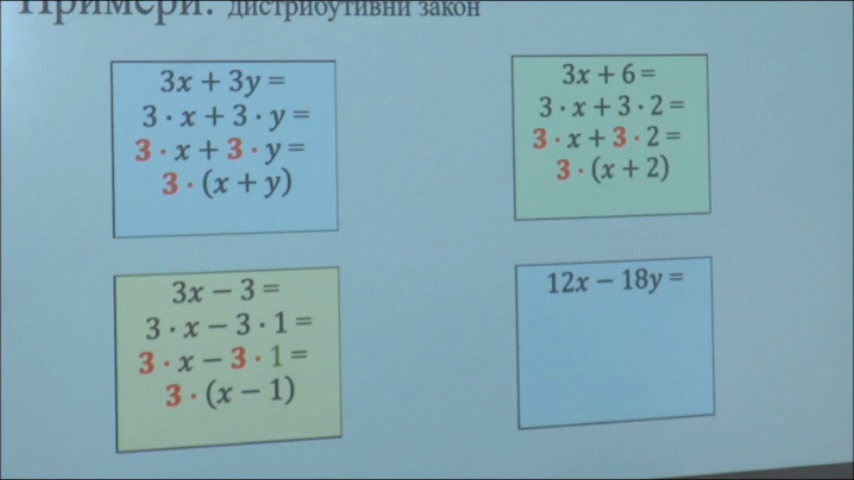 Примери: дистрибутивни закон
3x + 3y =
3 · x + 3 · y =
3 · x + 3 · y =
3 · (x + y)
3x + 6 =
3 · x + 3 · 2 =
3 · x + 3 · 2 =
3 · (x + 2)
3x − 3 =
3 · x − 3 · 1 =
3 · x − 3 · 1 =
3 · (x − 1)
12x − 18y =